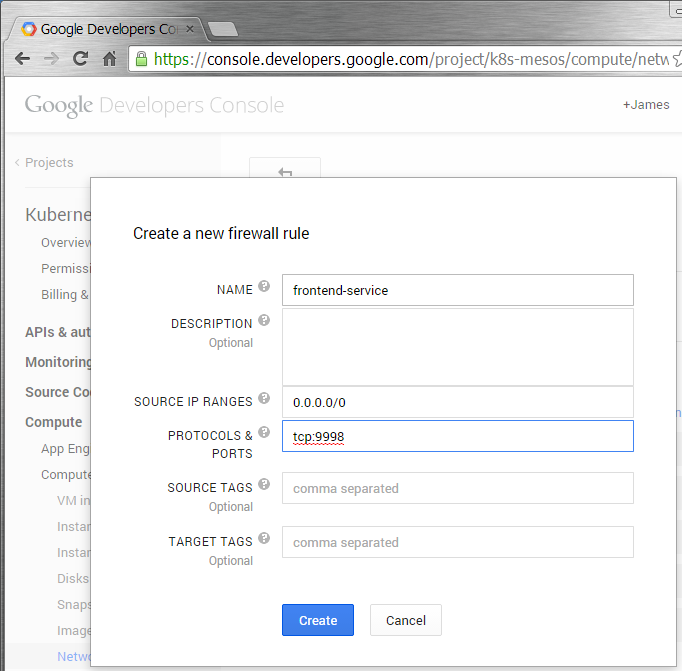 Google Developers Co
https://console.developers.google.com/project/k8s-mesos/compute/netw
Google Developers Console
+James
Projects
Kuberne
Overview
Permissi
Billing &
APIs & aut
Monitoring
Source Co
Compute
App Eng
Compute
VM in
Instan
Instan
Disks
Snaps
Image
Netwo
Create a new firewall rule
NAME
frontend-service
DESCRIPTION
Optional
SOURCE IP RANGES
0.0.0.0/0
PROTOCOLS &
PORTS
tcp:9998
SOURCE TAGS
Optional
comma separated
TARGET TAGS
Optional
comma separated
Create
Cancel